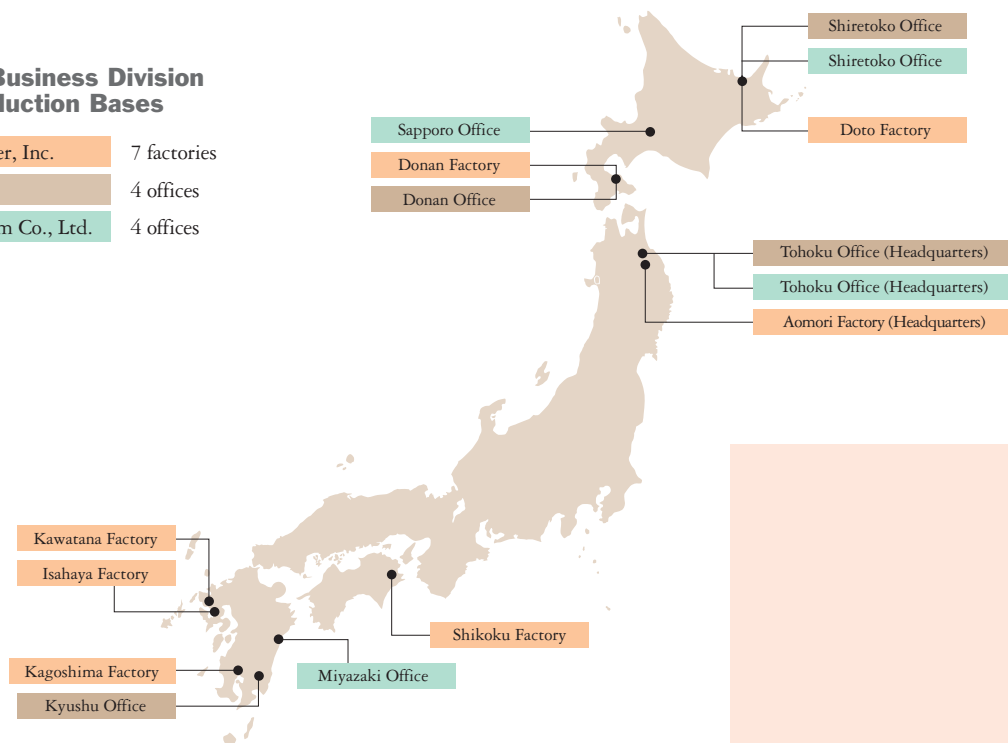 Business Division
duction Bases
er, Inc.
7 factories
4 offices
m Co., Ltd.
4 offices
Shiretoko Office
Shiretoko Office
Doto Factory
Sapporo Office
Donan Factory
Donan Office
Tohoku Office (Headquarters)
Tohoku Office (Headquarters)
Aomori Factory (Headquarters)
Kawatana Factory
Isahaya Factory
Shikoku Factory
Kagoshima Factory
Miyazaki Office
Kyushu Office